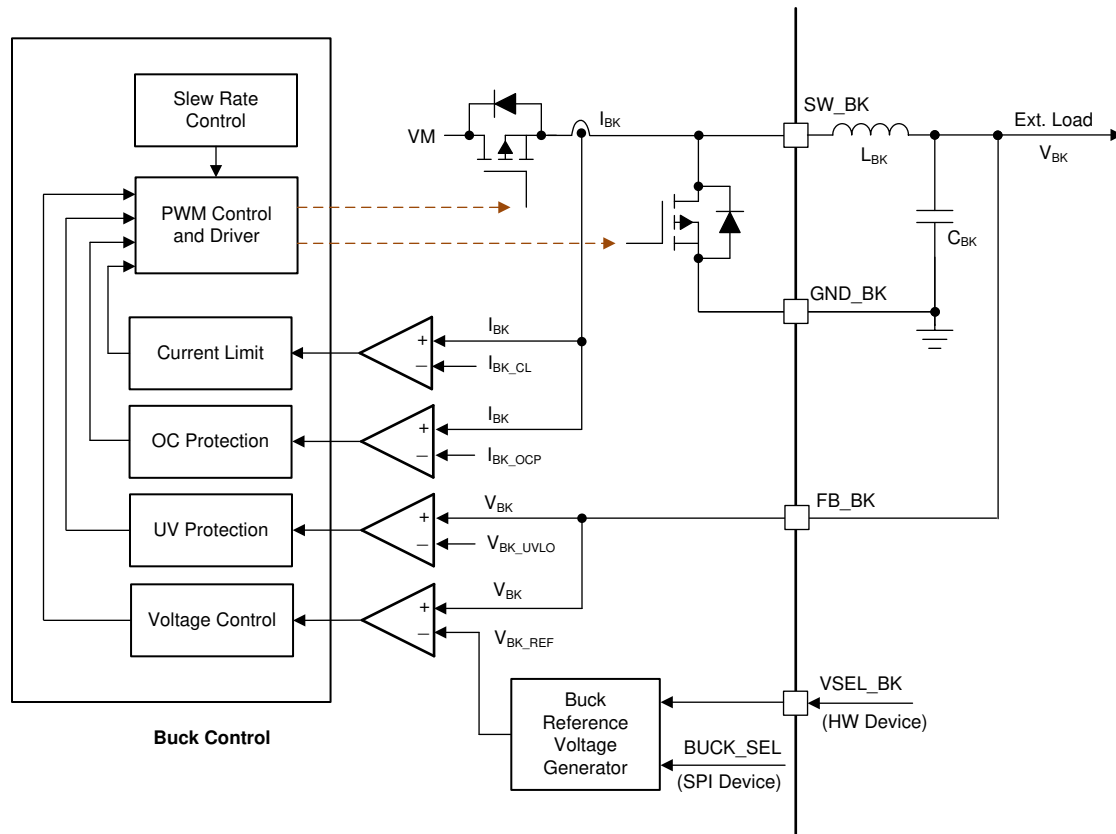 Slew Rate
Control
PWM Control
and Driver
VM
I_BK
SW_BK
L_BK
Ext. Load
V_BK
C_BK
GND_BK
Current Limit
+
–
I_BK
I_BK_CL
OC Protection
+
–
I_BK
I_BK_OCP
UV Protection
+
–
V_BK
V_BK_UVLO
FB_BK
Voltage Control
+
–
V_BK
V_BK_REF
Buck Control
Buck
Reference
Voltage
Generator
VSEL_BK
(HW Device)
BUCK_SEL
(SPI Device)